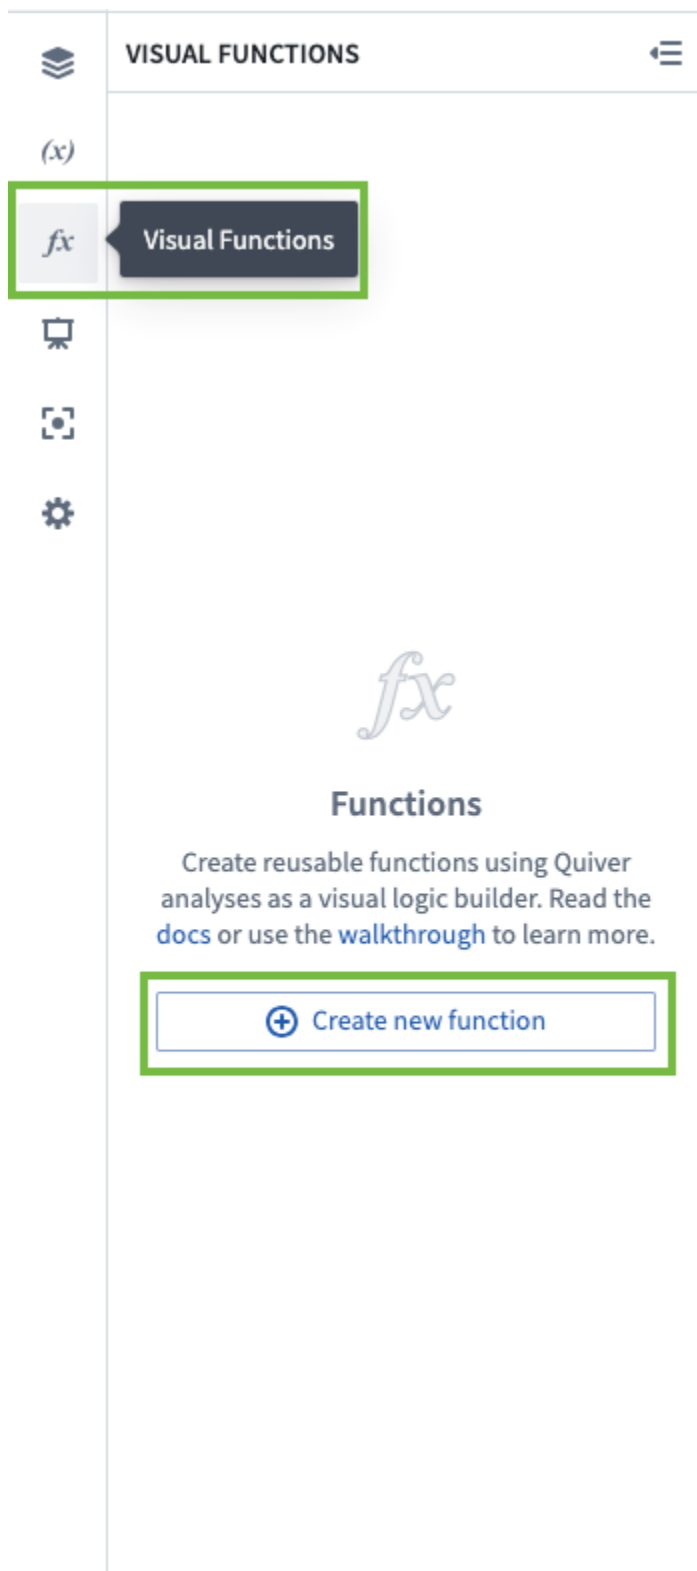 VISUAL FUNCTIONS
(x)
fx
Visual Functions
fx
Functions
Create reusable functions using Quiver
analyses as a visual logic builder. Read the
docs or use the walkthrough to learn more.
Create new function